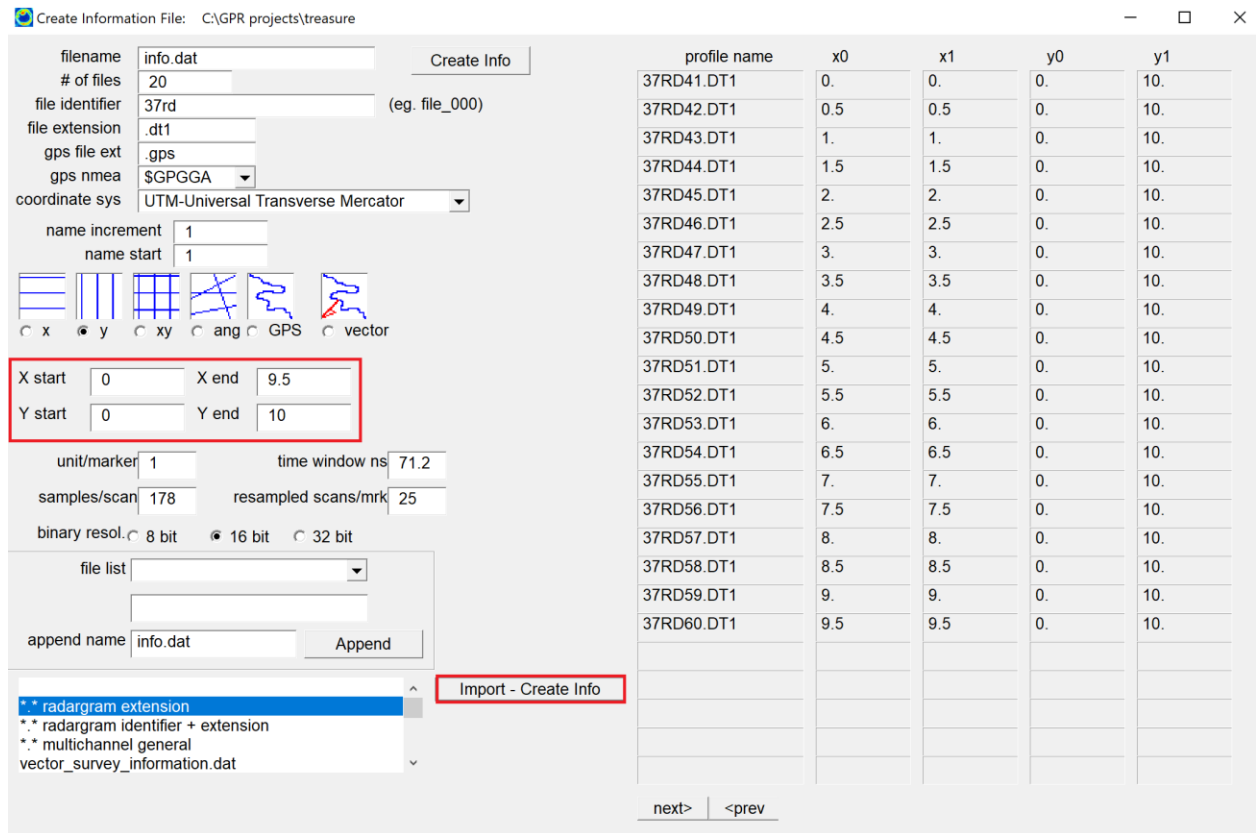 Create Information File: C:\GPR projects\treasure
filename info.dat Create Info
# of files 20
file identifier 37rd (eg. file_000)
file extension .dt1
gps file ext .gps
gps nmea $GPGGA
coordinate sys UTM-Universal Transverse Mercator
name increment 1
name start 1
x y xy ang GPS vector
X start 0 X end 9.5
Y start 0 Y end 10
unit/marker 1 time window ns 71.2
samples/scan 178 resampled scans/mrk 25
binary resol. 8 bit 16 bit 32 bit
file list
append name info.dat Append
Import - Create Info
*.* radargram extension
*.* radargram identifier + extension
*.* multichannel general
vector_survey_information.dat
profile name x0 x1 y0 y1
37RD41.DT1 0. 0. 0. 10.
37RD42.DT1 0.5 0.5 0. 10.
37RD43.DT1 1. 1. 0. 10.
37RD44.DT1 1.5 1.5 0. 10.
37RD45.DT1 2. 2. 0. 10.
37RD46.DT1 2.5 2.5 0. 10.
37RD47.DT1 3. 3. 0. 10.
37RD48.DT1 3.5 3.5 0. 10.
37RD49.DT1 4. 4. 0. 10.
37RD50.DT1 4.5 4.5 0. 10.
37RD51.DT1 5. 5. 0. 10.
37RD52.DT1 5.5 5.5 0. 10.
37RD53.DT1 6. 6. 0. 10.
37RD54.DT1 6.5 6.5 0. 10.
37RD55.DT1 7. 7. 0. 10.
37RD56.DT1 7.5 7.5 0. 10.
37RD57.DT1 8. 8. 0. 10.
37RD58.DT1 8.5 8.5 0. 10.
37RD59.DT1 9. 9. 0. 10.
37RD60.DT1 9.5 9.5 0. 10.
next> <prev